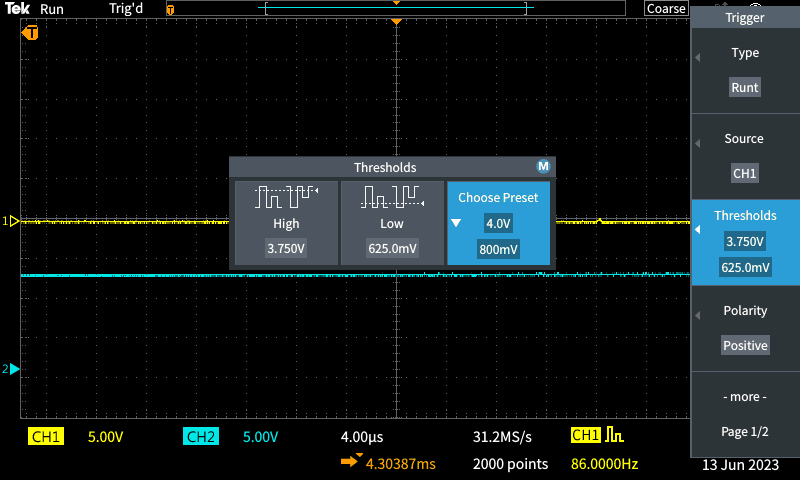 Tek Run Trig'd T Coarse
Trigger
T
Type
Runt
Source
CH1
Thresholds M
High
3.750V
Low
625.0mV
Choose Preset
4.0V
800mV
Thresholds
3.750V
625.0mV
1
Polarity
Positive
2
- more -
Page 1/2
CH1 5.00V CH2 5.00V 4.00µs 31.2MS/s CH1
4.30387ms 2000 points 86.0000Hz 13 Jun 2023